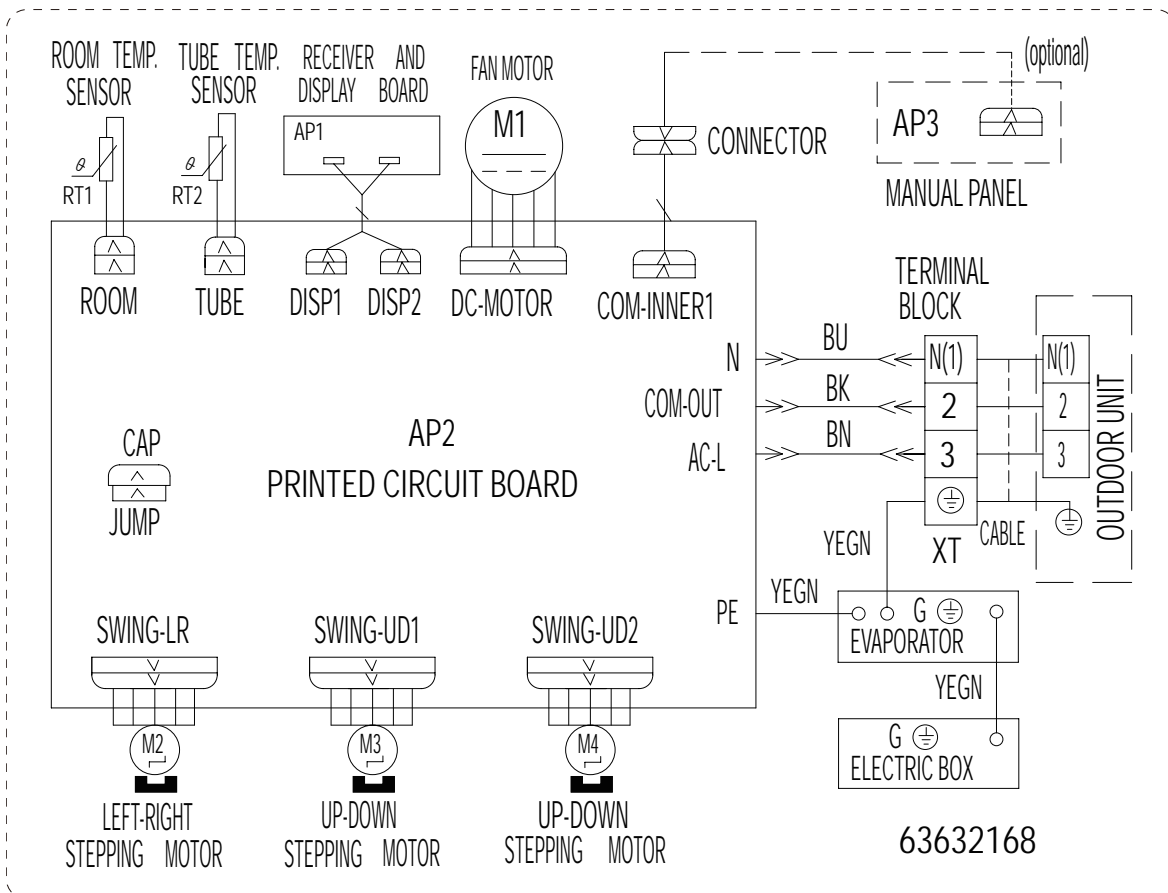 ROOM TEMP.
SENSOR
RT1
TUBE TEMP.
SENSOR
RT2
RECEIVER AND
DISPLAY BOARD
AP1
FAN MOTOR
M1
CONNECTOR
(optional)
AP3
MANUAL PANEL
ROOM
TUBE
DISP1
DISP2
DC-MOTOR
COM-INNER1
TERMINAL
BLOCK
N
BU
N(1)
N(1)
COM-OUT
BK
2
2
AC-L
BN
3
3
OUTDOOR UNIT
CABLE
XT
CAP
JUMP
AP2
PRINTED CIRCUIT BOARD
YEGN
PE
YEGN
G
EVAPORATOR
YEGN
G
ELECTRIC BOX
SWING-LR
M2
LEFT-RIGHT
STEPPING MOTOR
SWING-UD1
M3
UP-DOWN
STEPPING MOTOR
SWING-UD2
M4
UP-DOWN
STEPPING MOTOR
63632168